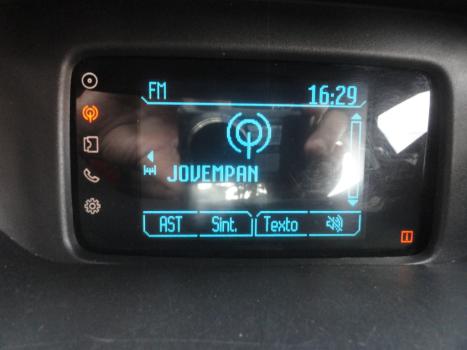 FM 16:29
JOVEMPAN
AST Sint. Texto